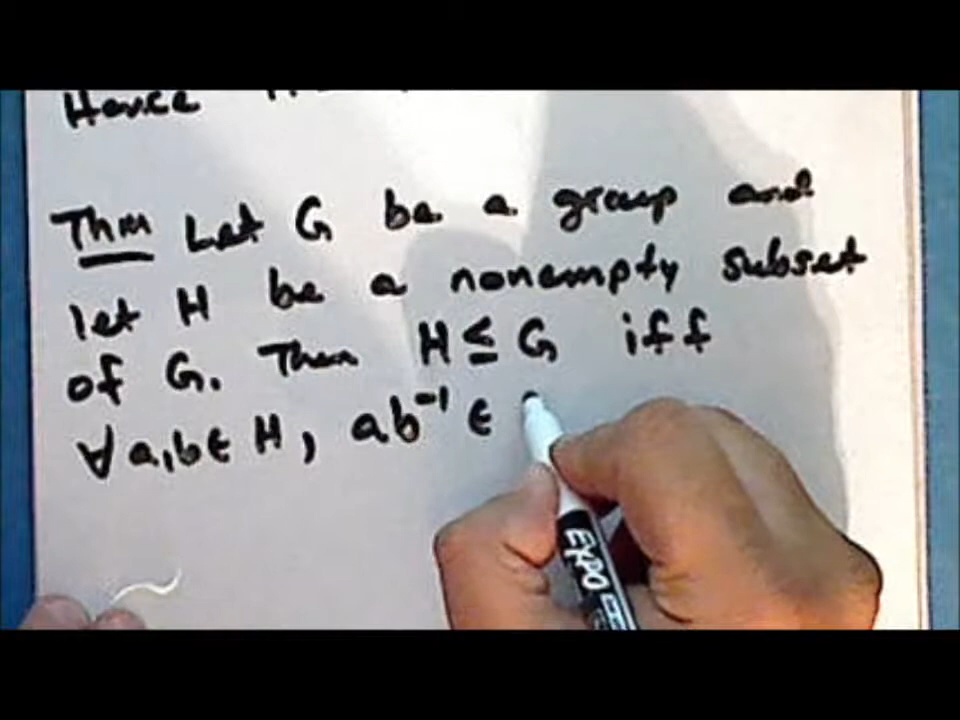 Hence
Thm Let G be a group and
let H be a nonempty subset
of G. Then H ≤ G iff
∀ a,b ∈ H, ab⁻¹ ∈
EXPO